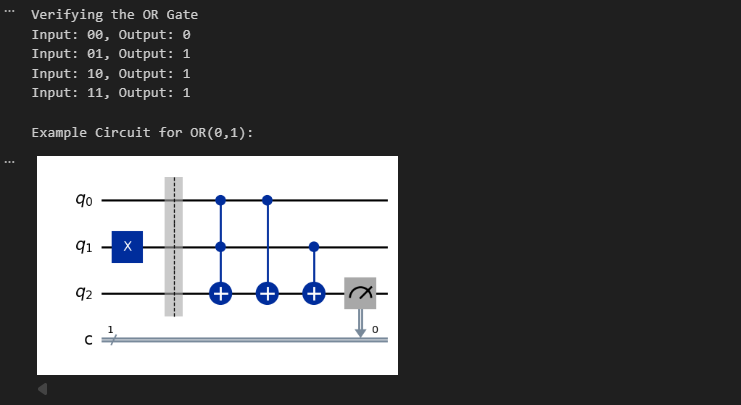 Verifying the OR Gate
Input: 00, Output: 0
Input: 01, Output: 1
Input: 10, Output: 1
Input: 11, Output: 1
Example Circuit for OR(0,1):
q0
q1 X
q2
c 1 0